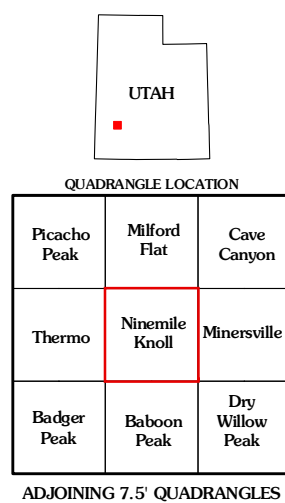 UTAH
QUADRANGLE LOCATION
Picacho
Peak
Milford
Flat
Cave
Canyon
Thermo
Ninemile
Knoll
Minersville
Badger
Peak
Baboon
Peak
Dry
Willow
Peak
ADJOINING 7.5' QUADRANGLES